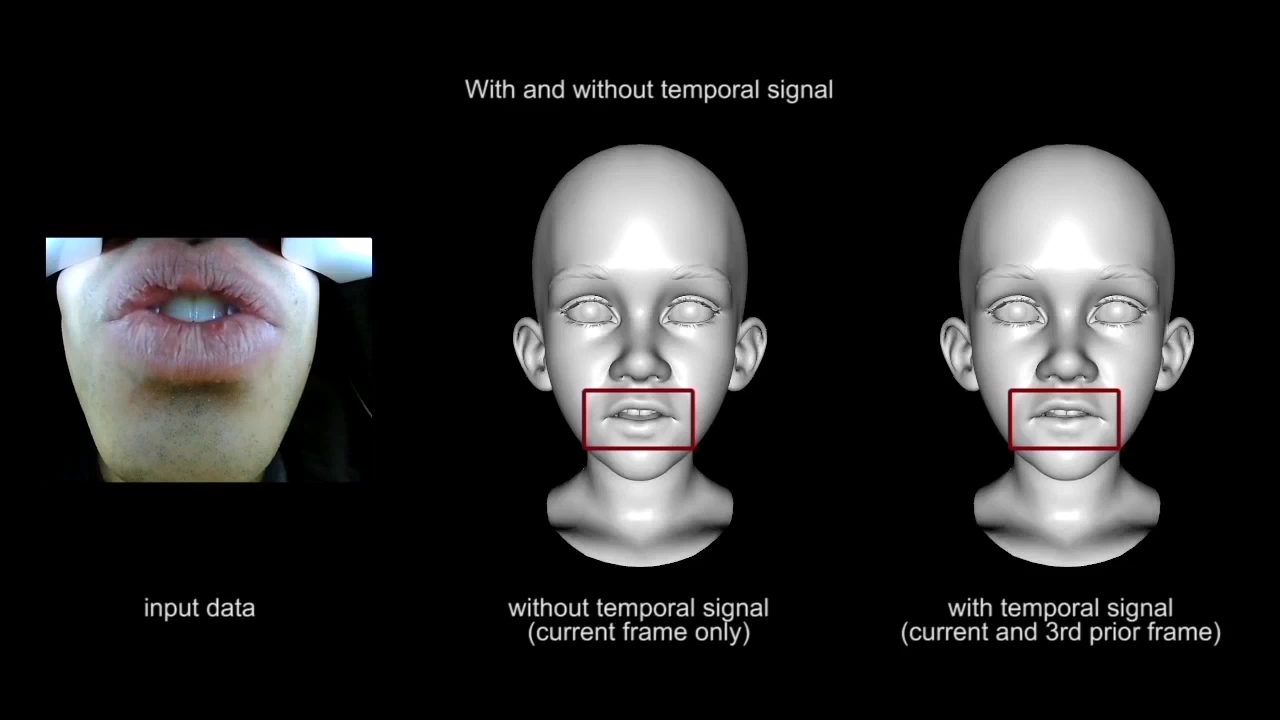 With and without temporal signal
input data
without temporal signal
(current frame only)
with temporal signal
(current and 3rd prior frame)